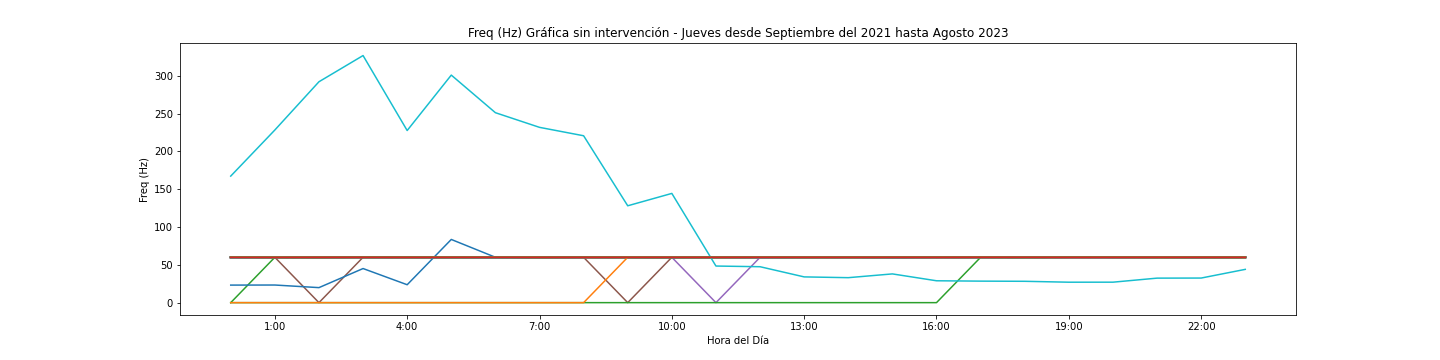 Freq (Hz) Gráfica sin intervención - Jueves desde Septiembre del 2021 hasta Agosto 2023
Freq (Hz)
300
250
200
150
100
50
0
1:00 4:00 7:00 10:00 13:00 16:00 19:00 22:00
Hora del Día